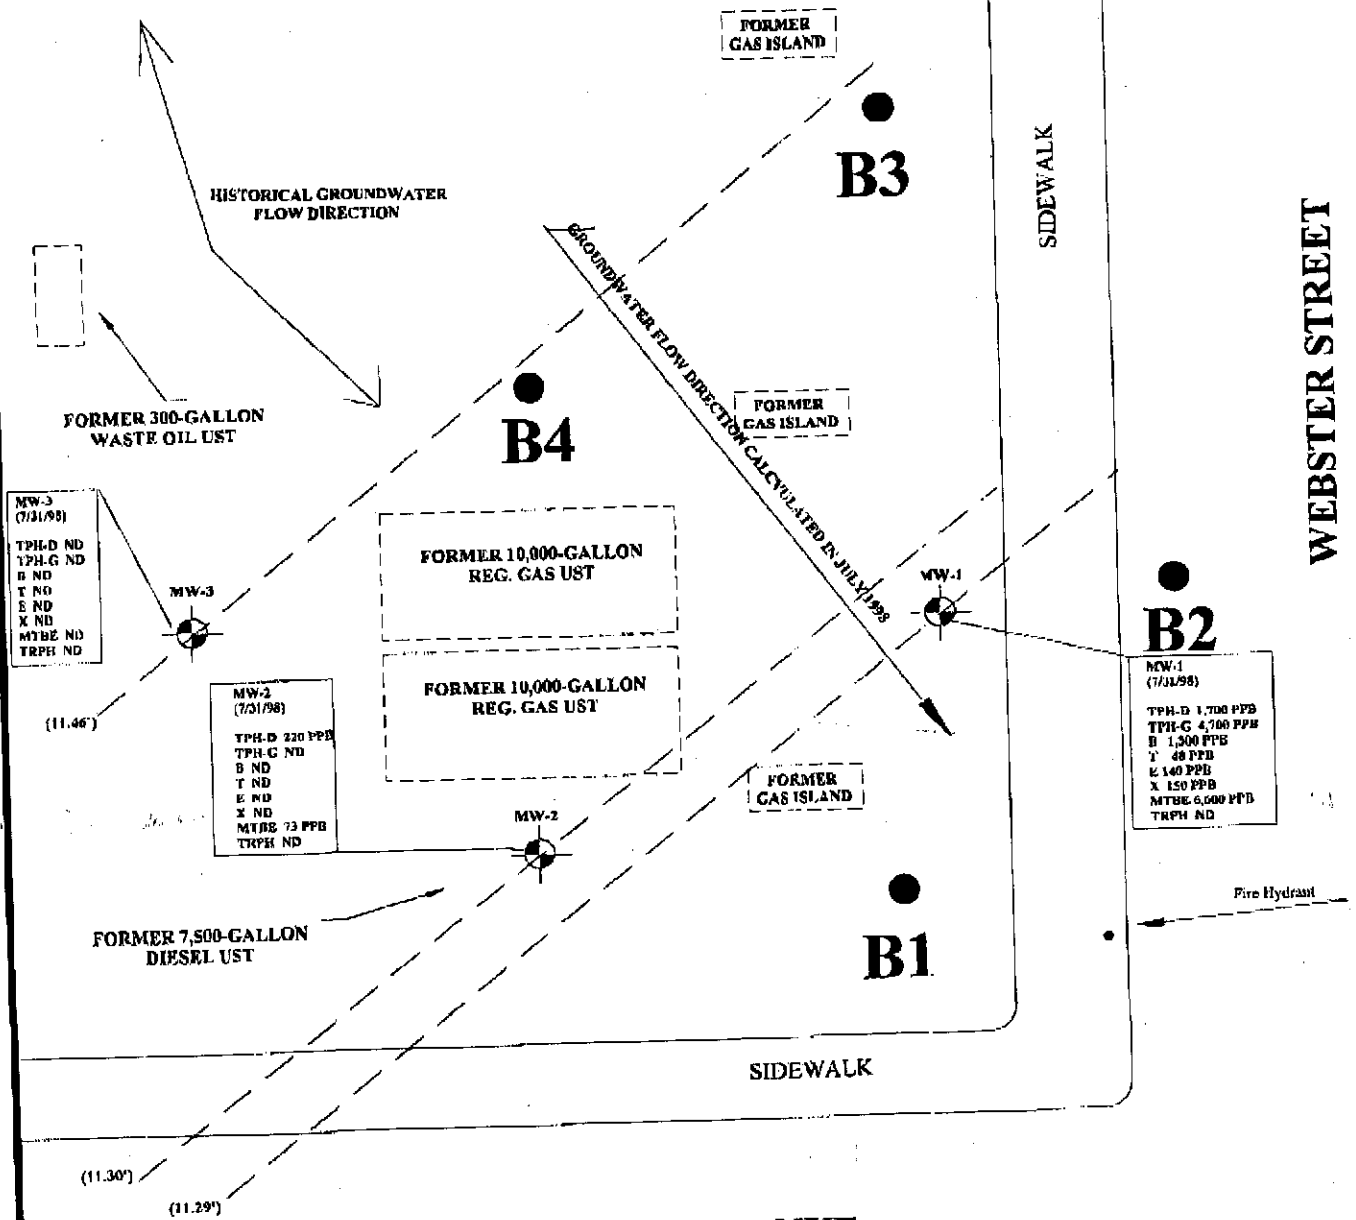 FORMER
GAS ISLAND
B3
SIDEWALK
HISTORICAL GROUNDWATER
FLOW DIRECTION
WEBSTER STREET
GROUNDWATER FLOW DIRECTION CALCVULATED IN JULY 1998
FORMER 300-GALLON
WASTE OIL UST
B4
FORMER
GAS ISLAND
MW-3
(7/31/98)
TPH-D ND
TPH-G ND
B ND
T ND
E ND
X ND
MTBE ND
TRPH ND
MW-3
(11.46')
FORMER 10,000-GALLON
REG. GAS UST
FORMER 10,000-GALLON
REG. GAS UST
MW-1
B2
MW-1
(7/31/98)
TPH-D 1,700 PPB
TPH-G 4,700 PPB
B 1,300 PPB
T 48 PPB
E 140 PPB
X 150 PPB
MTBE 6,600 PPB
TRPH ND
MW-2
(7/31/98)
TPH-D 220 PPB
TPH-G ND
B ND
T ND
E ND
X ND
MTBE 73 PPB
TRPH ND
MW-2
FORMER
GAS ISLAND
Fire Hydrant
FORMER 7,500-GALLON
DIESEL UST
B1
SIDEWALK
(11.30')
(11.29')